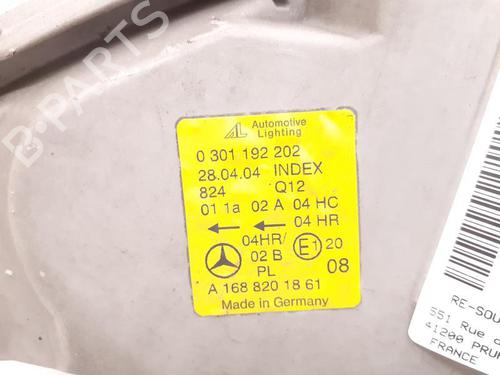 B-PARTS
AL Automotive
Lighting
0 301 192 202
28.04.04 INDEX
824 Q12
01 1a 02 A 04 HC
04 HR
04HR/
02 B
E1 20
PL 08
A 168 820 18 61
Made in Germany
RE-SOU
551 Rue d
41200 PRU
FRANCE